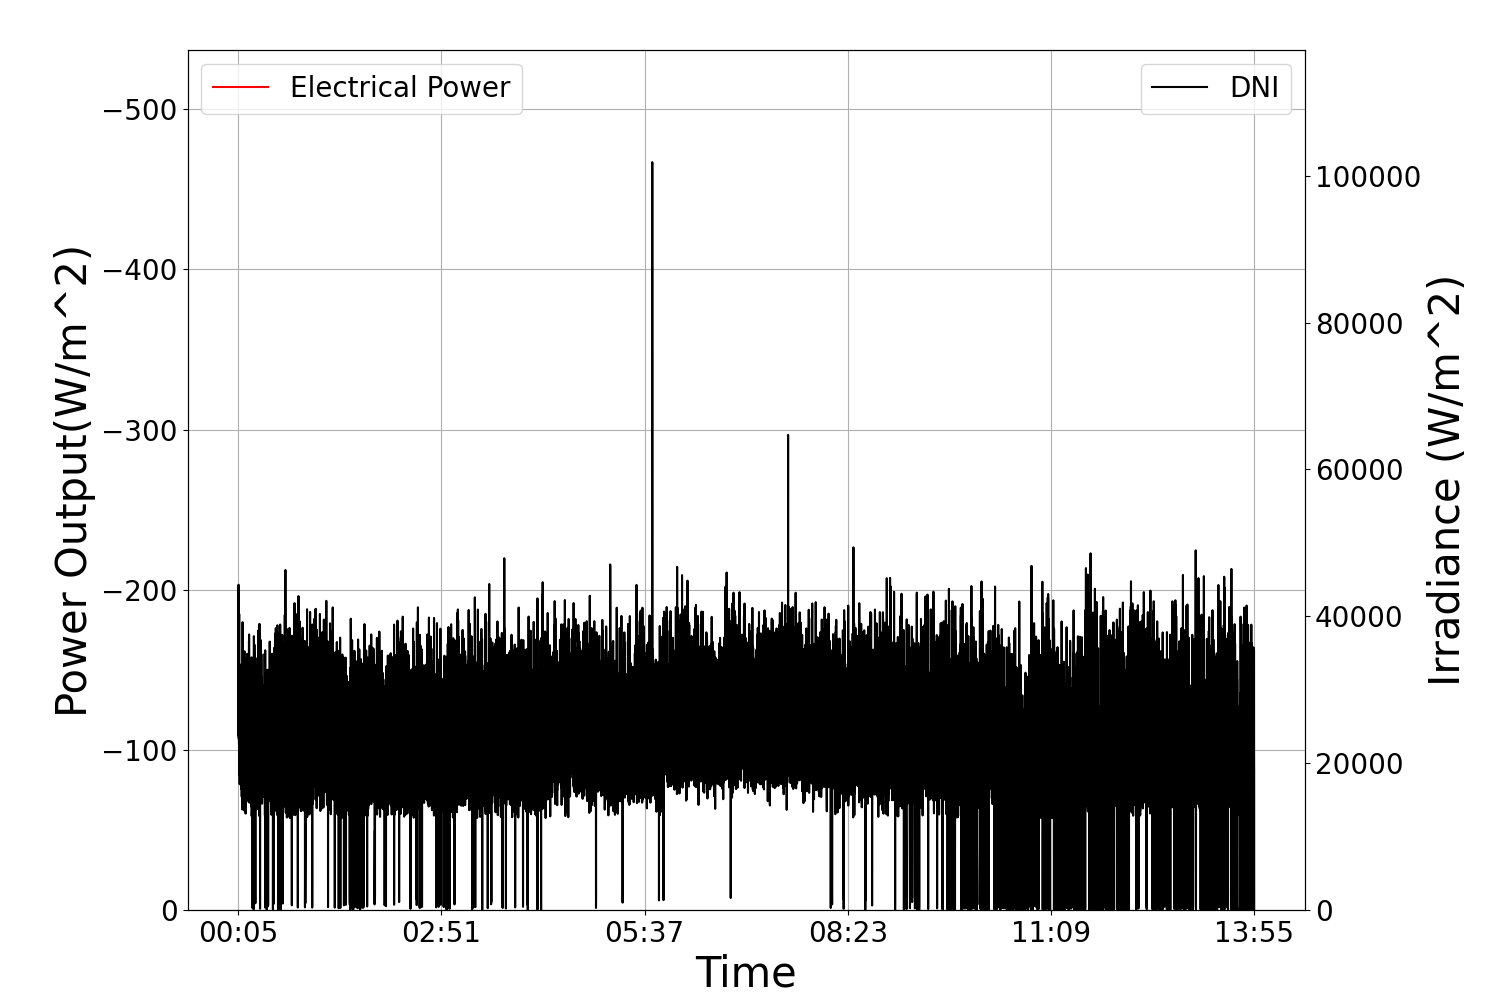 Electrical Power
DNI
−500
−400
−300
−200
−100
0
Power Output(W/m^2)
100000
80000
60000
40000
20000
0
Irradiance (W/m^2)
00:05 02:51 05:37 08:23 11:09 13:55
Time